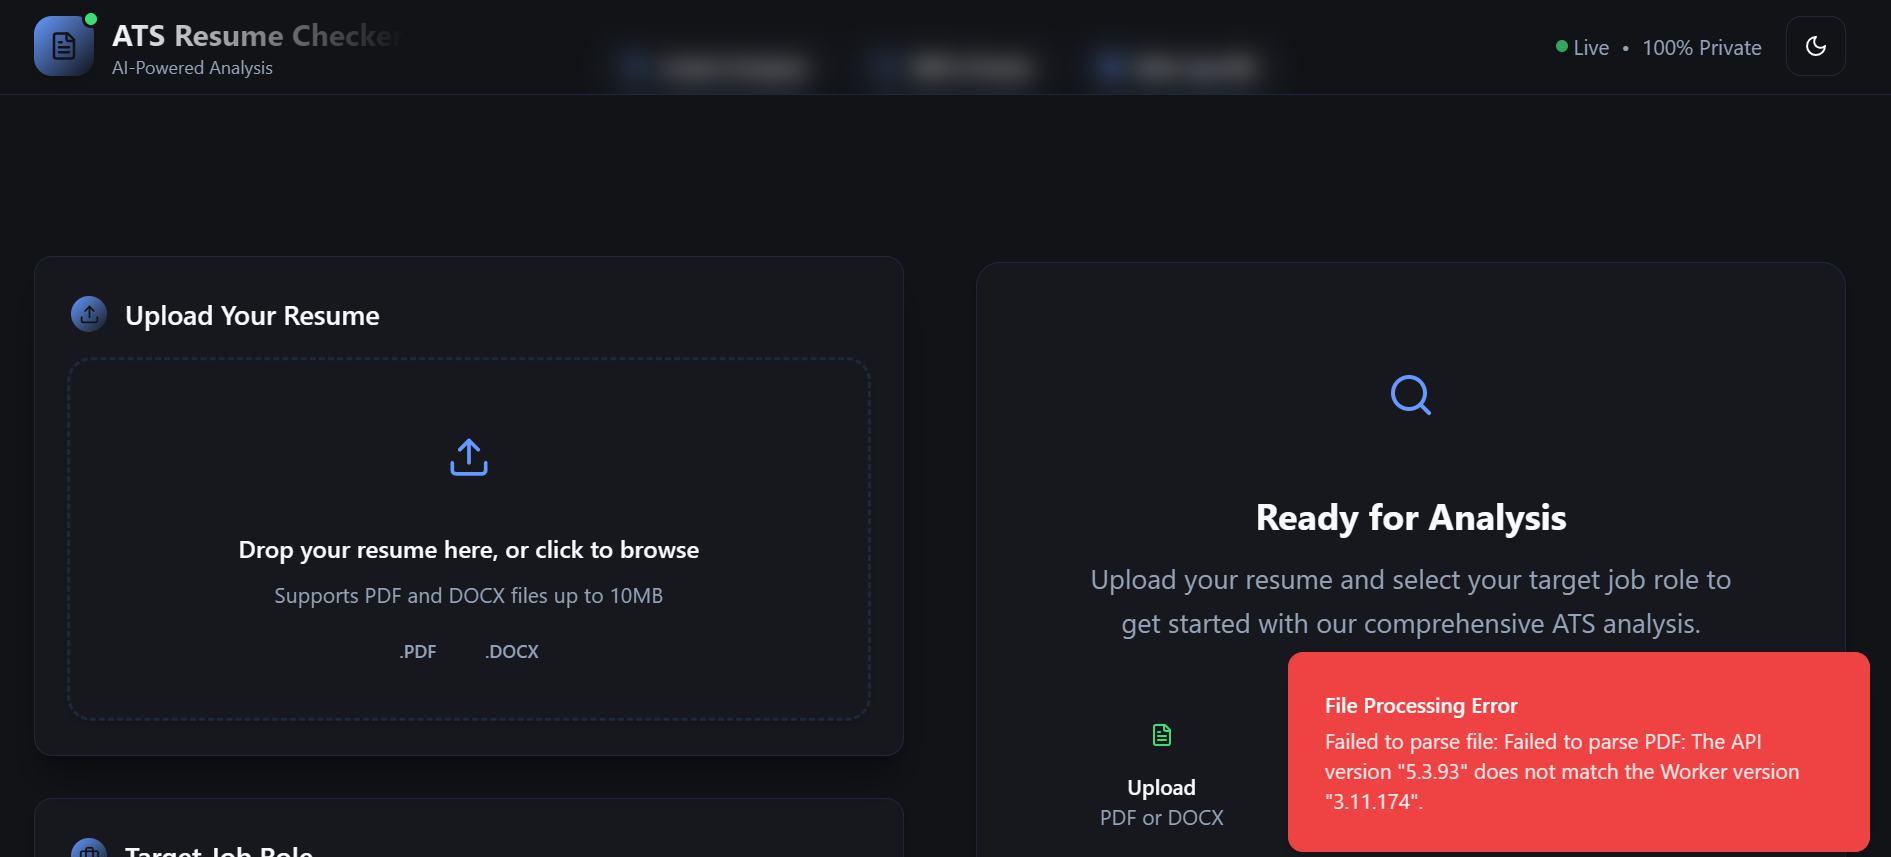 ATS Resume Checker
AI-Powered Analysis
Live • 100% Private
Upload Your Resume
Drop your resume here, or click to browse
Supports PDF and DOCX files up to 10MB
.PDF .DOCX
Target Job Role
Ready for Analysis
Upload your resume and select your target job role to
get started with our comprehensive ATS analysis.
Upload
PDF or DOCX
File Processing Error
Failed to parse file: Failed to parse PDF: The API
version "5.3.93" does not match the Worker version
"3.11.174".